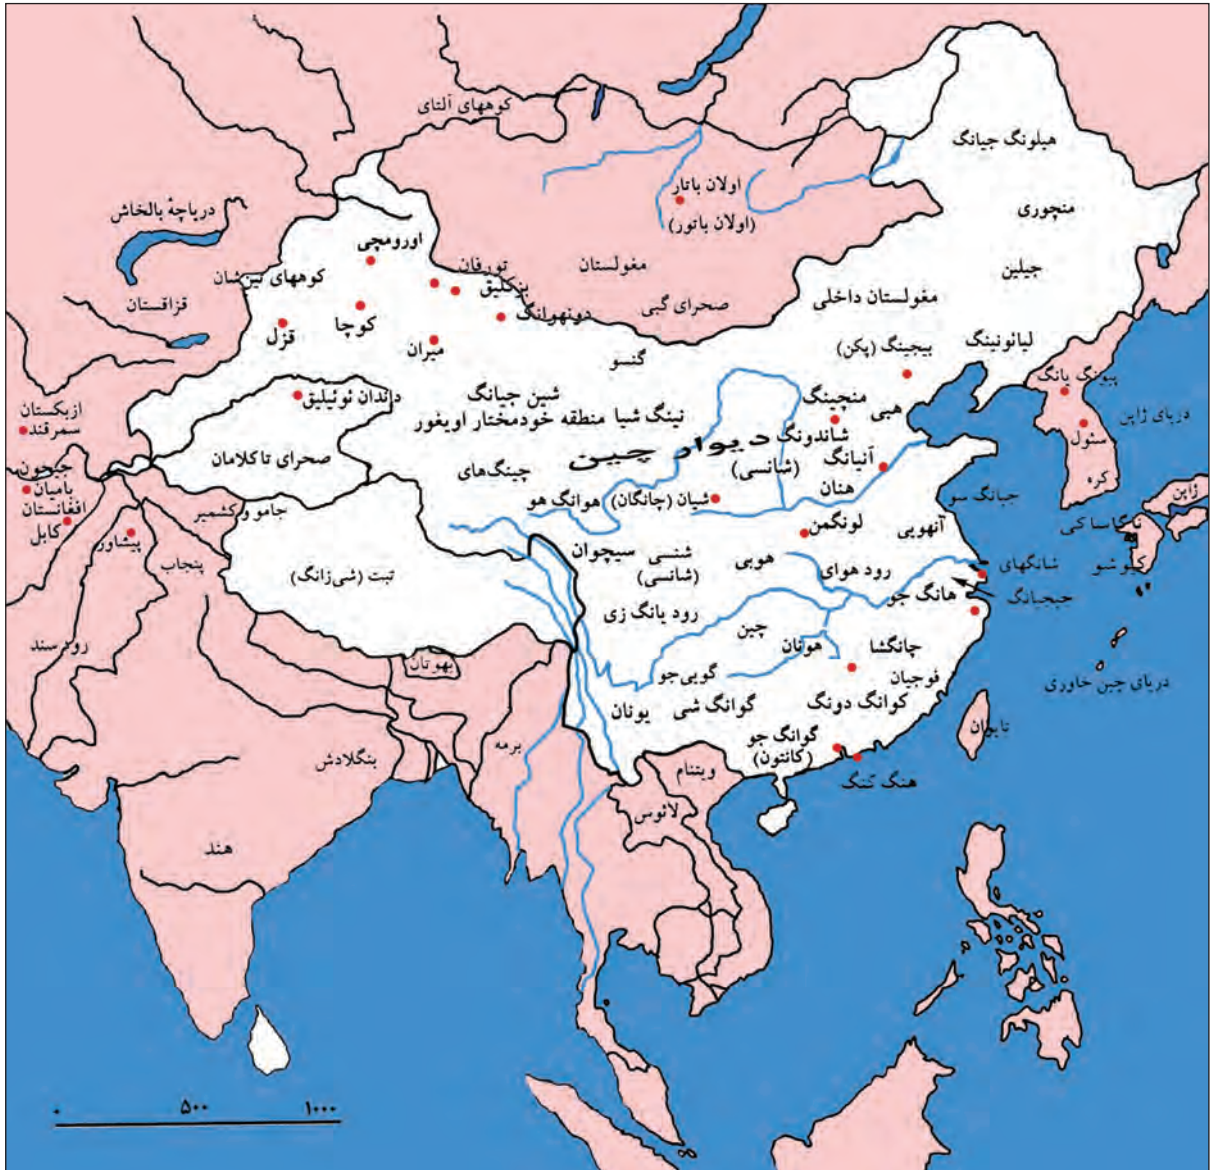 کوههای آلتای
هیلونگ جیانگ
اولان باتار
(اولان باتور)
منچوری
دریاچهٔ بالخاش
اورومچی
تورفان
بزکلیق
مغولستان
جیلین
کوههای تین‌شان
مغولستان داخلی
صحرای گبی
قزاقستان
کوچا
دونهوانگ
قزل
میران
گنسو
بیجینگ (پکن)
لیائونینگ
پیونگ یانگ
شین جیانگ
منطقه خودمختار اویغور
نینگ شیا
داندان ئوئیلیق
منچینگ
هبی
دریای ژاپن
ازبکستان
سمرقند
شاندونگ
(شانسی)
سئول
دیوار چین
آنیانگ
صحرای تاکلامان
چینگ‌های
جیحون
بامیان
افغانستان
کابل
هنان
کره
ژاپن
جامو و کشمیر
هوانگ هو
شیان (چانگان)
جیانگ سو
پیشاور
لونگمن
آنهویی
ناگاساکی
پنجاب
تبت (شی‌زانگ)
سیچوان
شنسی
(شانسی)
هوبی
رود هوای
شانگهای
کیوشو
هانگ جو
جیجیانگ
رود یانگ زی
چین
رود سند
بهوتان
هونان
چانگشا
گویی‌جو
فوجیان
دریای چین خاوری
یونان
گوانگ شی
کوانگ دونگ
تایوان
برمه
گوانگ جو
(کانتون)
بنگلادش
ویتنام
هنگ کنگ
لائوس
هند
۰
۵۰۰
۱۰۰۰